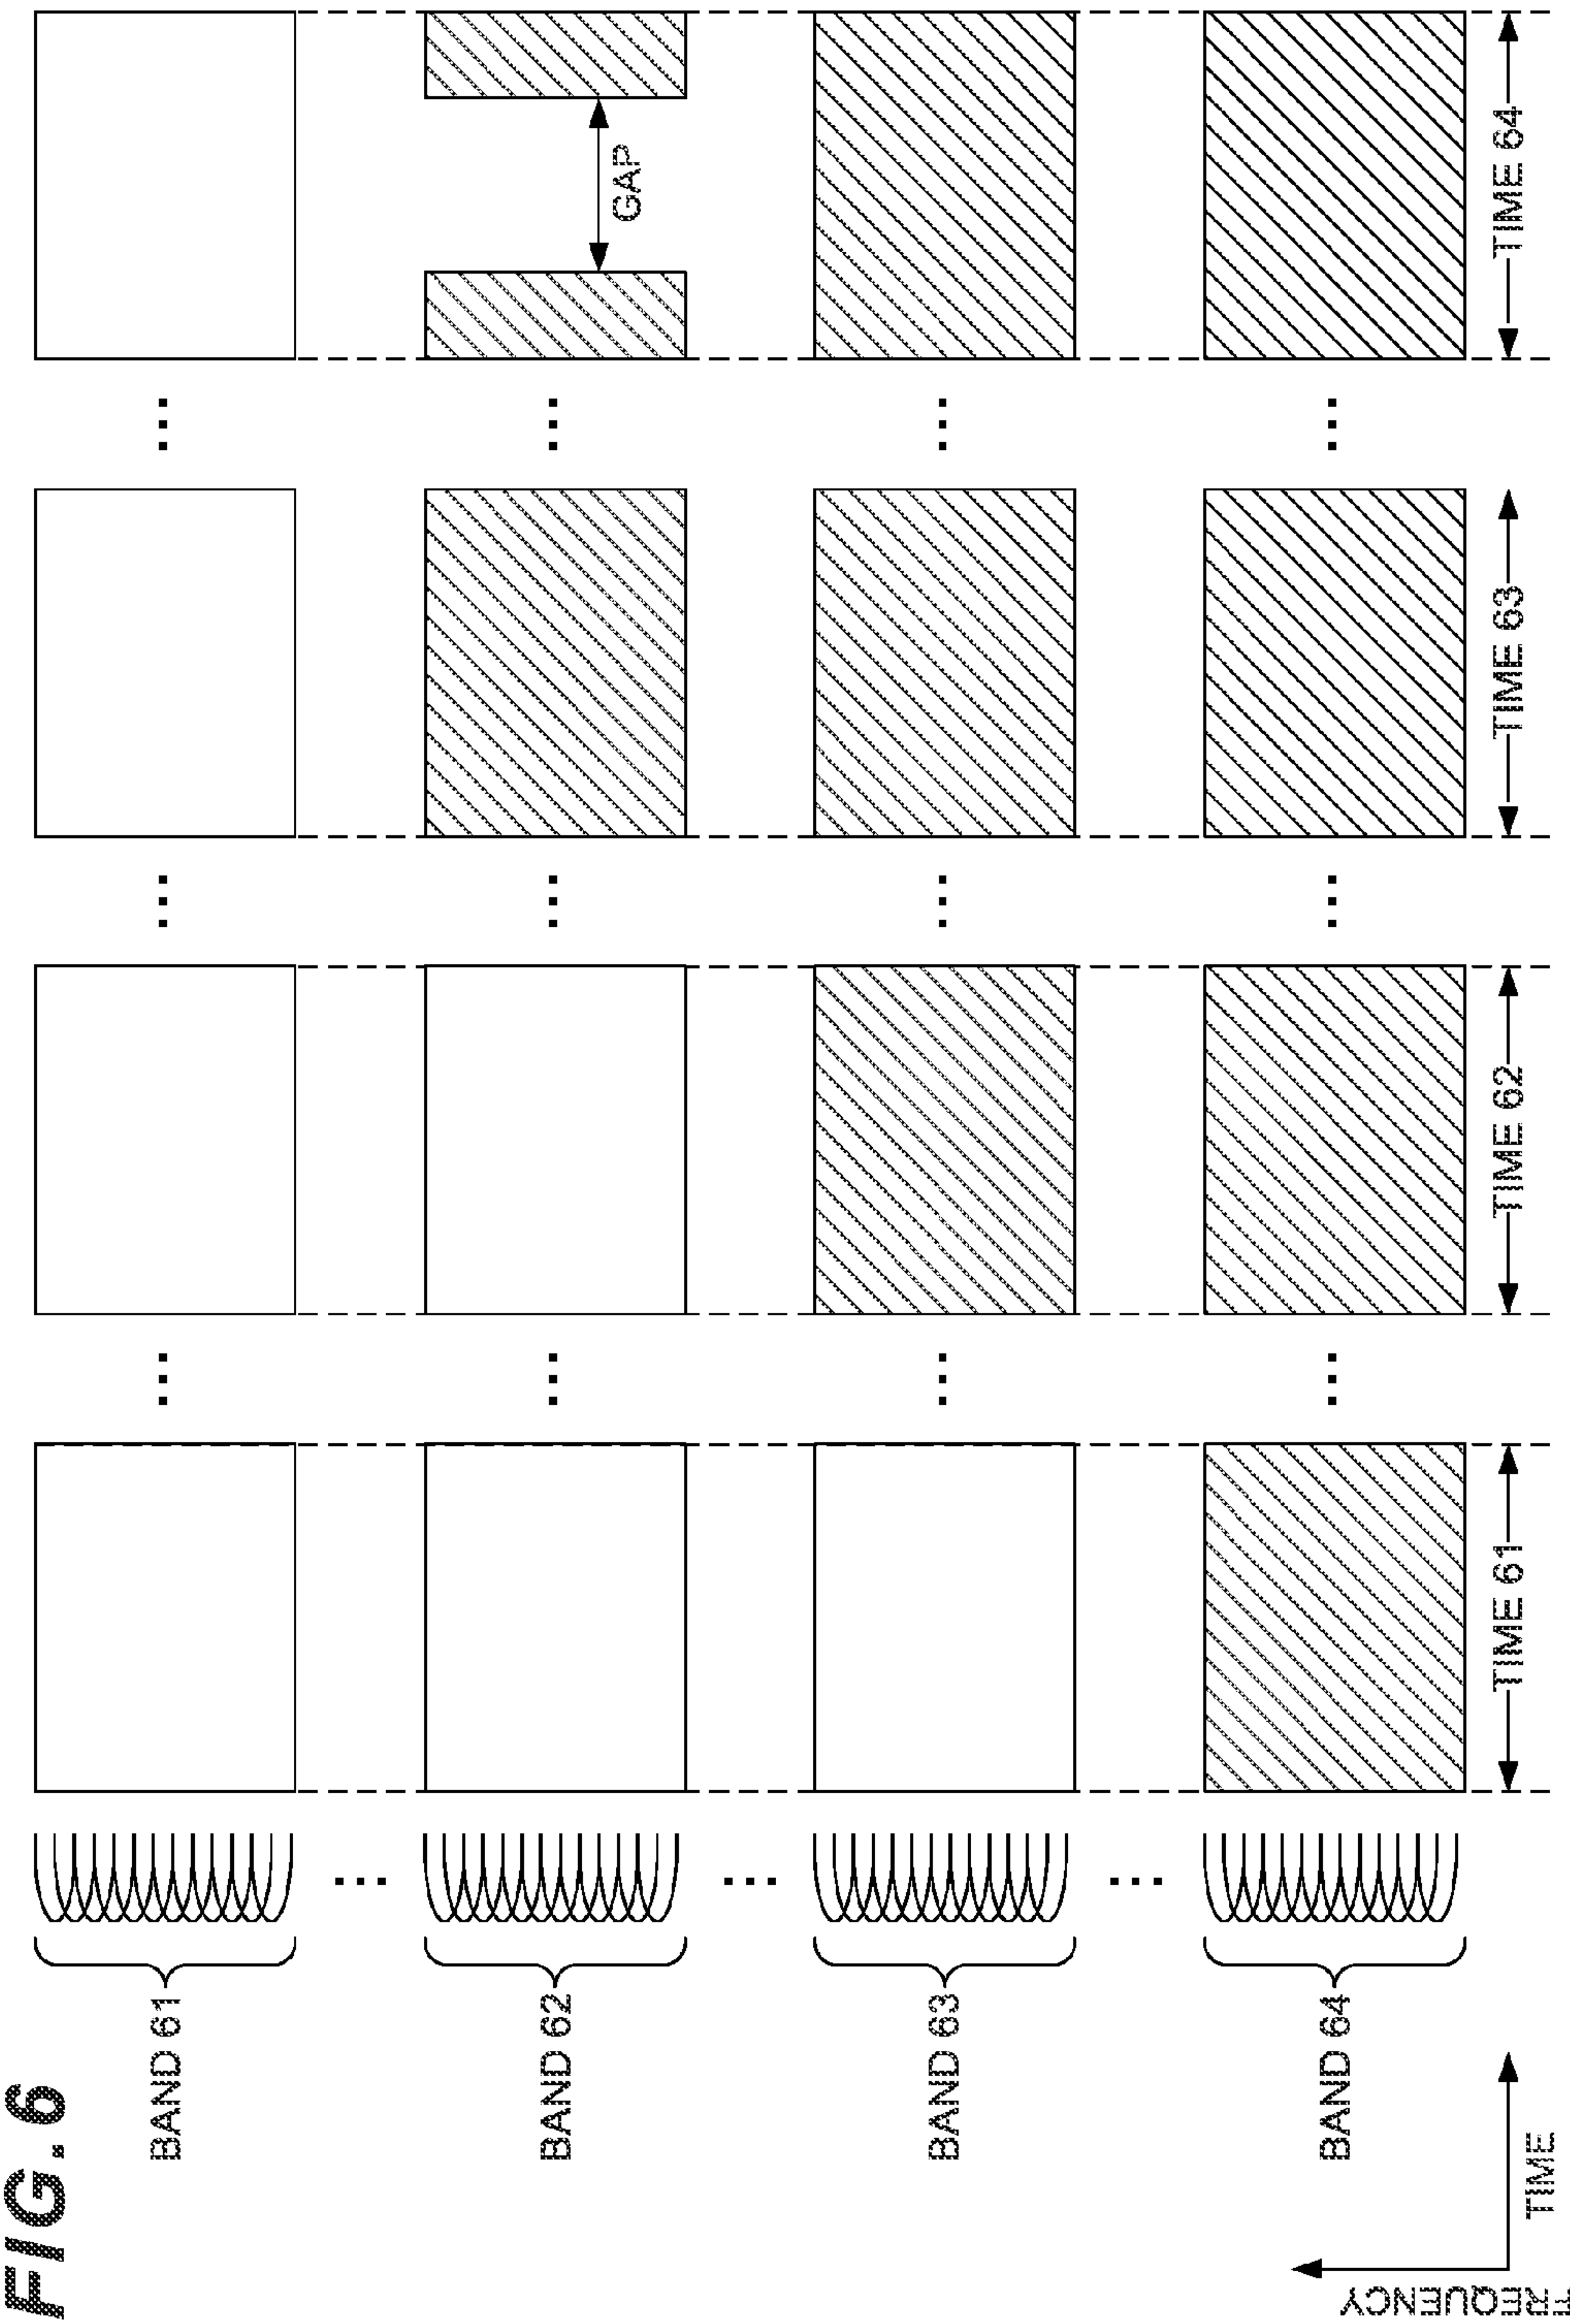 FIG. 6
BAND 61
BAND 62
BAND 63
BAND 64
GAP
TIME 61
TIME 62
TIME 63
TIME 64
FREQUENCY
TIME